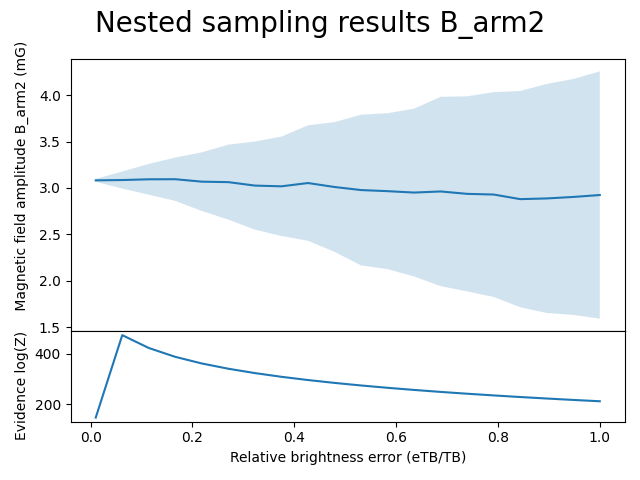 Nested sampling results B_arm2
Magnetic field amplitude B_arm2 (mG)
4.0
3.5
3.0
2.5
2.0
1.5
Evidence log(Z)
400
200
0.0 0.2 0.4 0.6 0.8 1.0
Relative brightness error (eTB/TB)